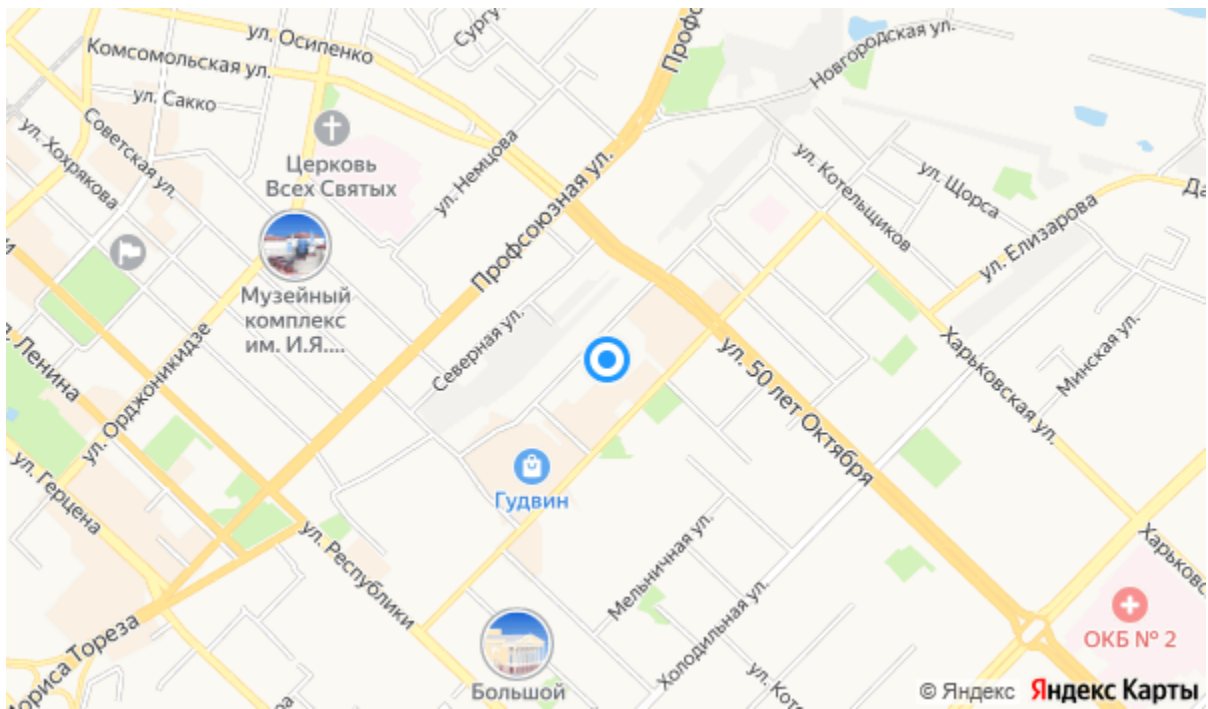 ул. Осипенко
Комсомольская ул.
ул. Сакко
Советская ул.
ул. Хохрякова
Церковь
Всех Святых
ул. Немцова
Новгородская ул.
ул. Котельщиков
ул. Щорса
ул. Елизарова
Профсоюзная ул.
Музейный
комплекс
им. И.Я....
Северная ул.
ул. Орджоникидзе
Ленина
ул. Герцена
ул. 50 лет Октября
Харьковская ул.
Минская ул.
Гудвин
ул. Республики
Мельничная ул.
Холодильная ул.
Большой
ОКБ № 2
© Яндекс Яндекс Карты